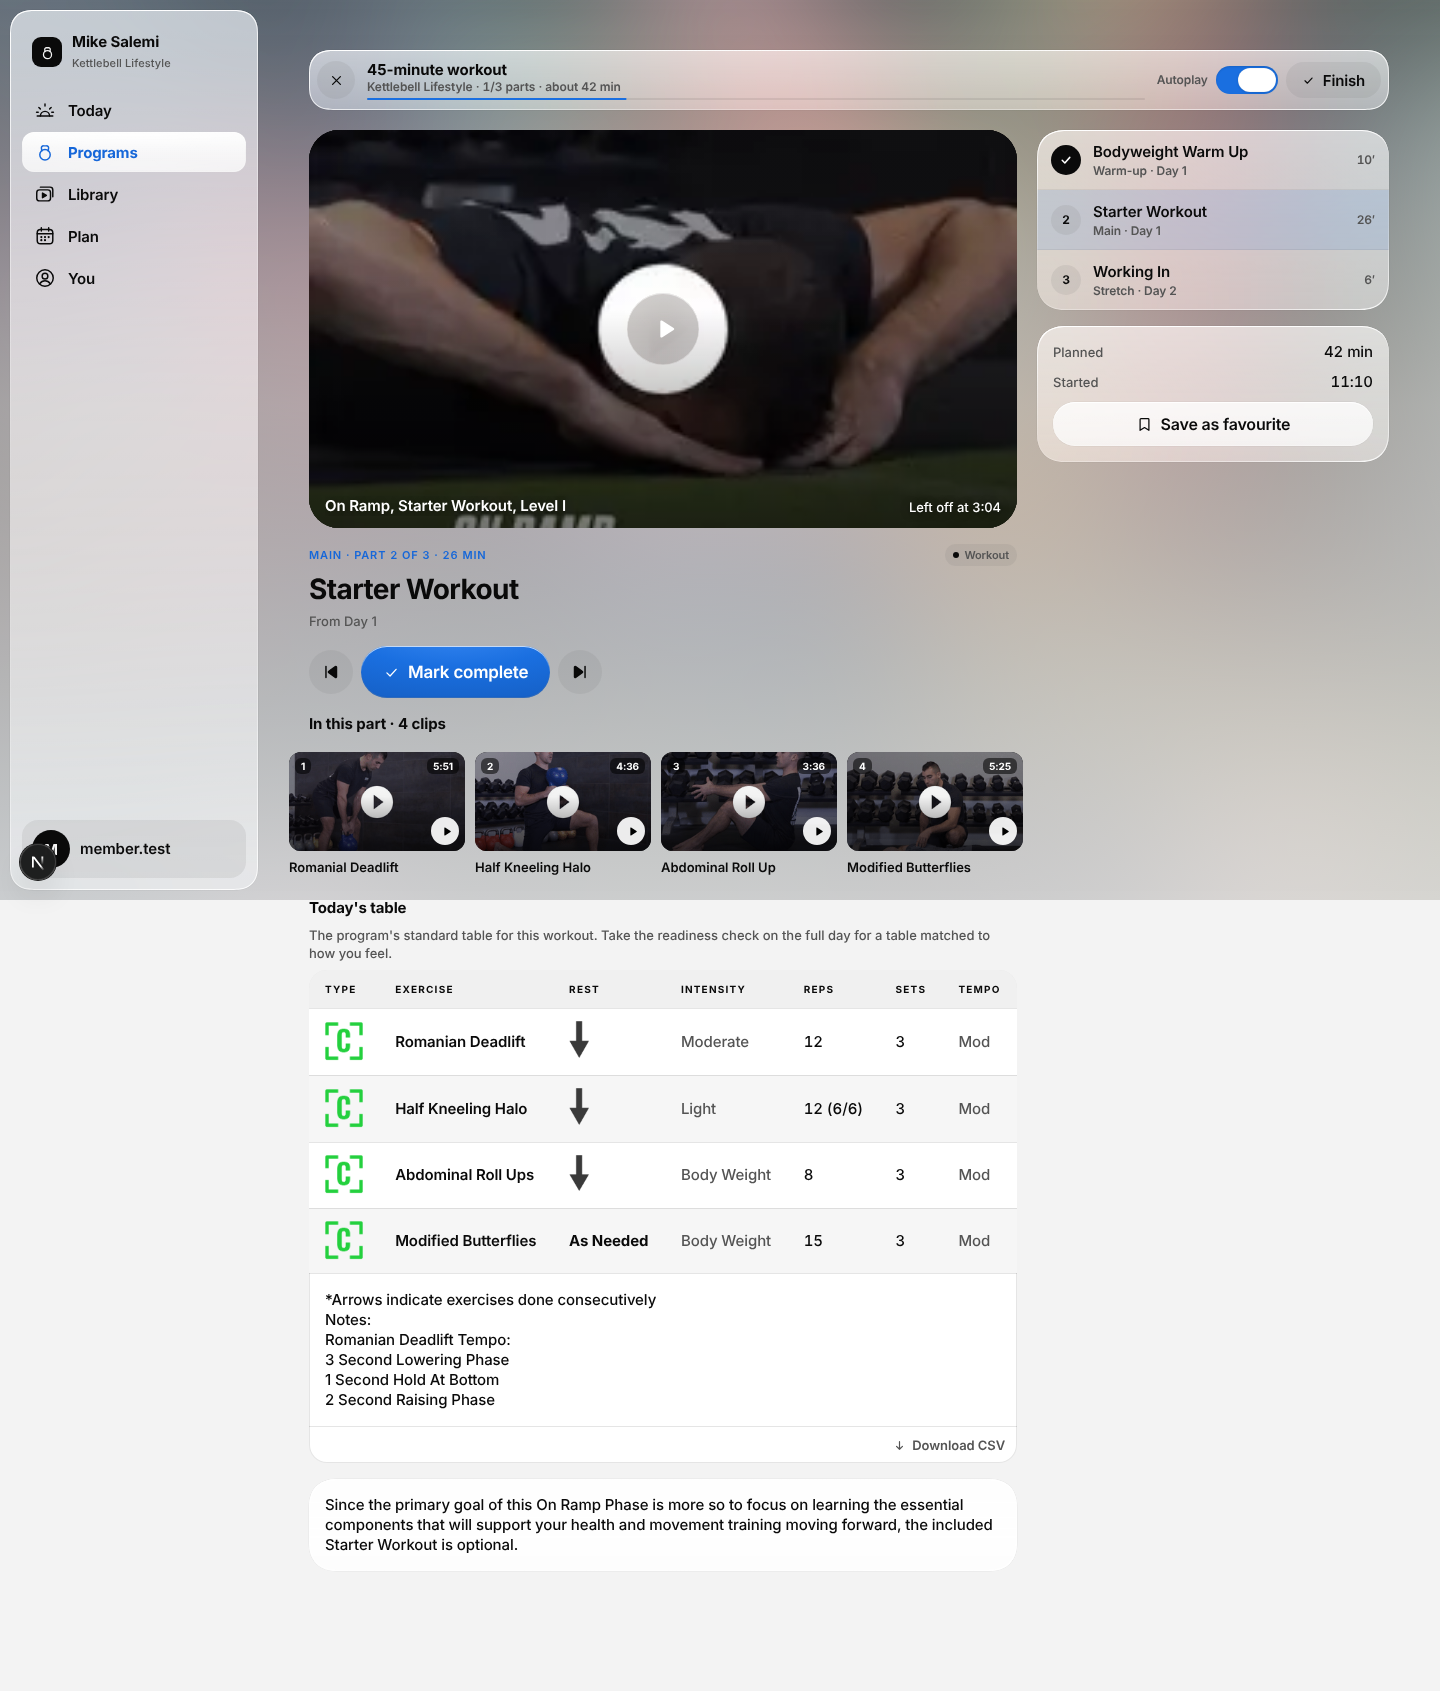 Mike Salemi
Kettlebell Lifestyle
Today
Programs
Library
Plan
You
member.test
45-minute workout
Kettlebell Lifestyle · 1/3 parts · about 42 min
Autoplay
Finish
On Ramp, Starter Workout, Level I
Left off at 3:04
Bodyweight Warm Up
Warm-up · Day 1
10′
2
Starter Workout
Main · Day 1
26′
3
Working In
Stretch · Day 2
6′
Planned
42 min
Started
11:10
Save as favourite
MAIN · PART 2 OF 3 · 26 MIN
Workout
Starter Workout
From Day 1
Mark complete
In this part · 4 clips
1
5:51
Romanial Deadlift
2
4:36
Half Kneeling Halo
3
3:36
Abdominal Roll Up
4
5:25
Modified Butterflies
Today's table
The program's standard table for this workout. Take the readiness check on the full day for a table matched to
how you feel.
TYPE EXERCISE REST INTENSITY REPS SETS TEMPO
C Romanian Deadlift Moderate 12 3 Mod
C Half Kneeling Halo Light 12 (6/6) 3 Mod
C Abdominal Roll Ups Body Weight 8 3 Mod
C Modified Butterflies As Needed Body Weight 15 3 Mod
*Arrows indicate exercises done consecutively
Notes:
Romanian Deadlift Tempo:
3 Second Lowering Phase
1 Second Hold At Bottom
2 Second Raising Phase
Download CSV
Since the primary goal of this On Ramp Phase is more so to focus on learning the essential
components that will support your health and movement training moving forward, the included
Starter Workout is optional.